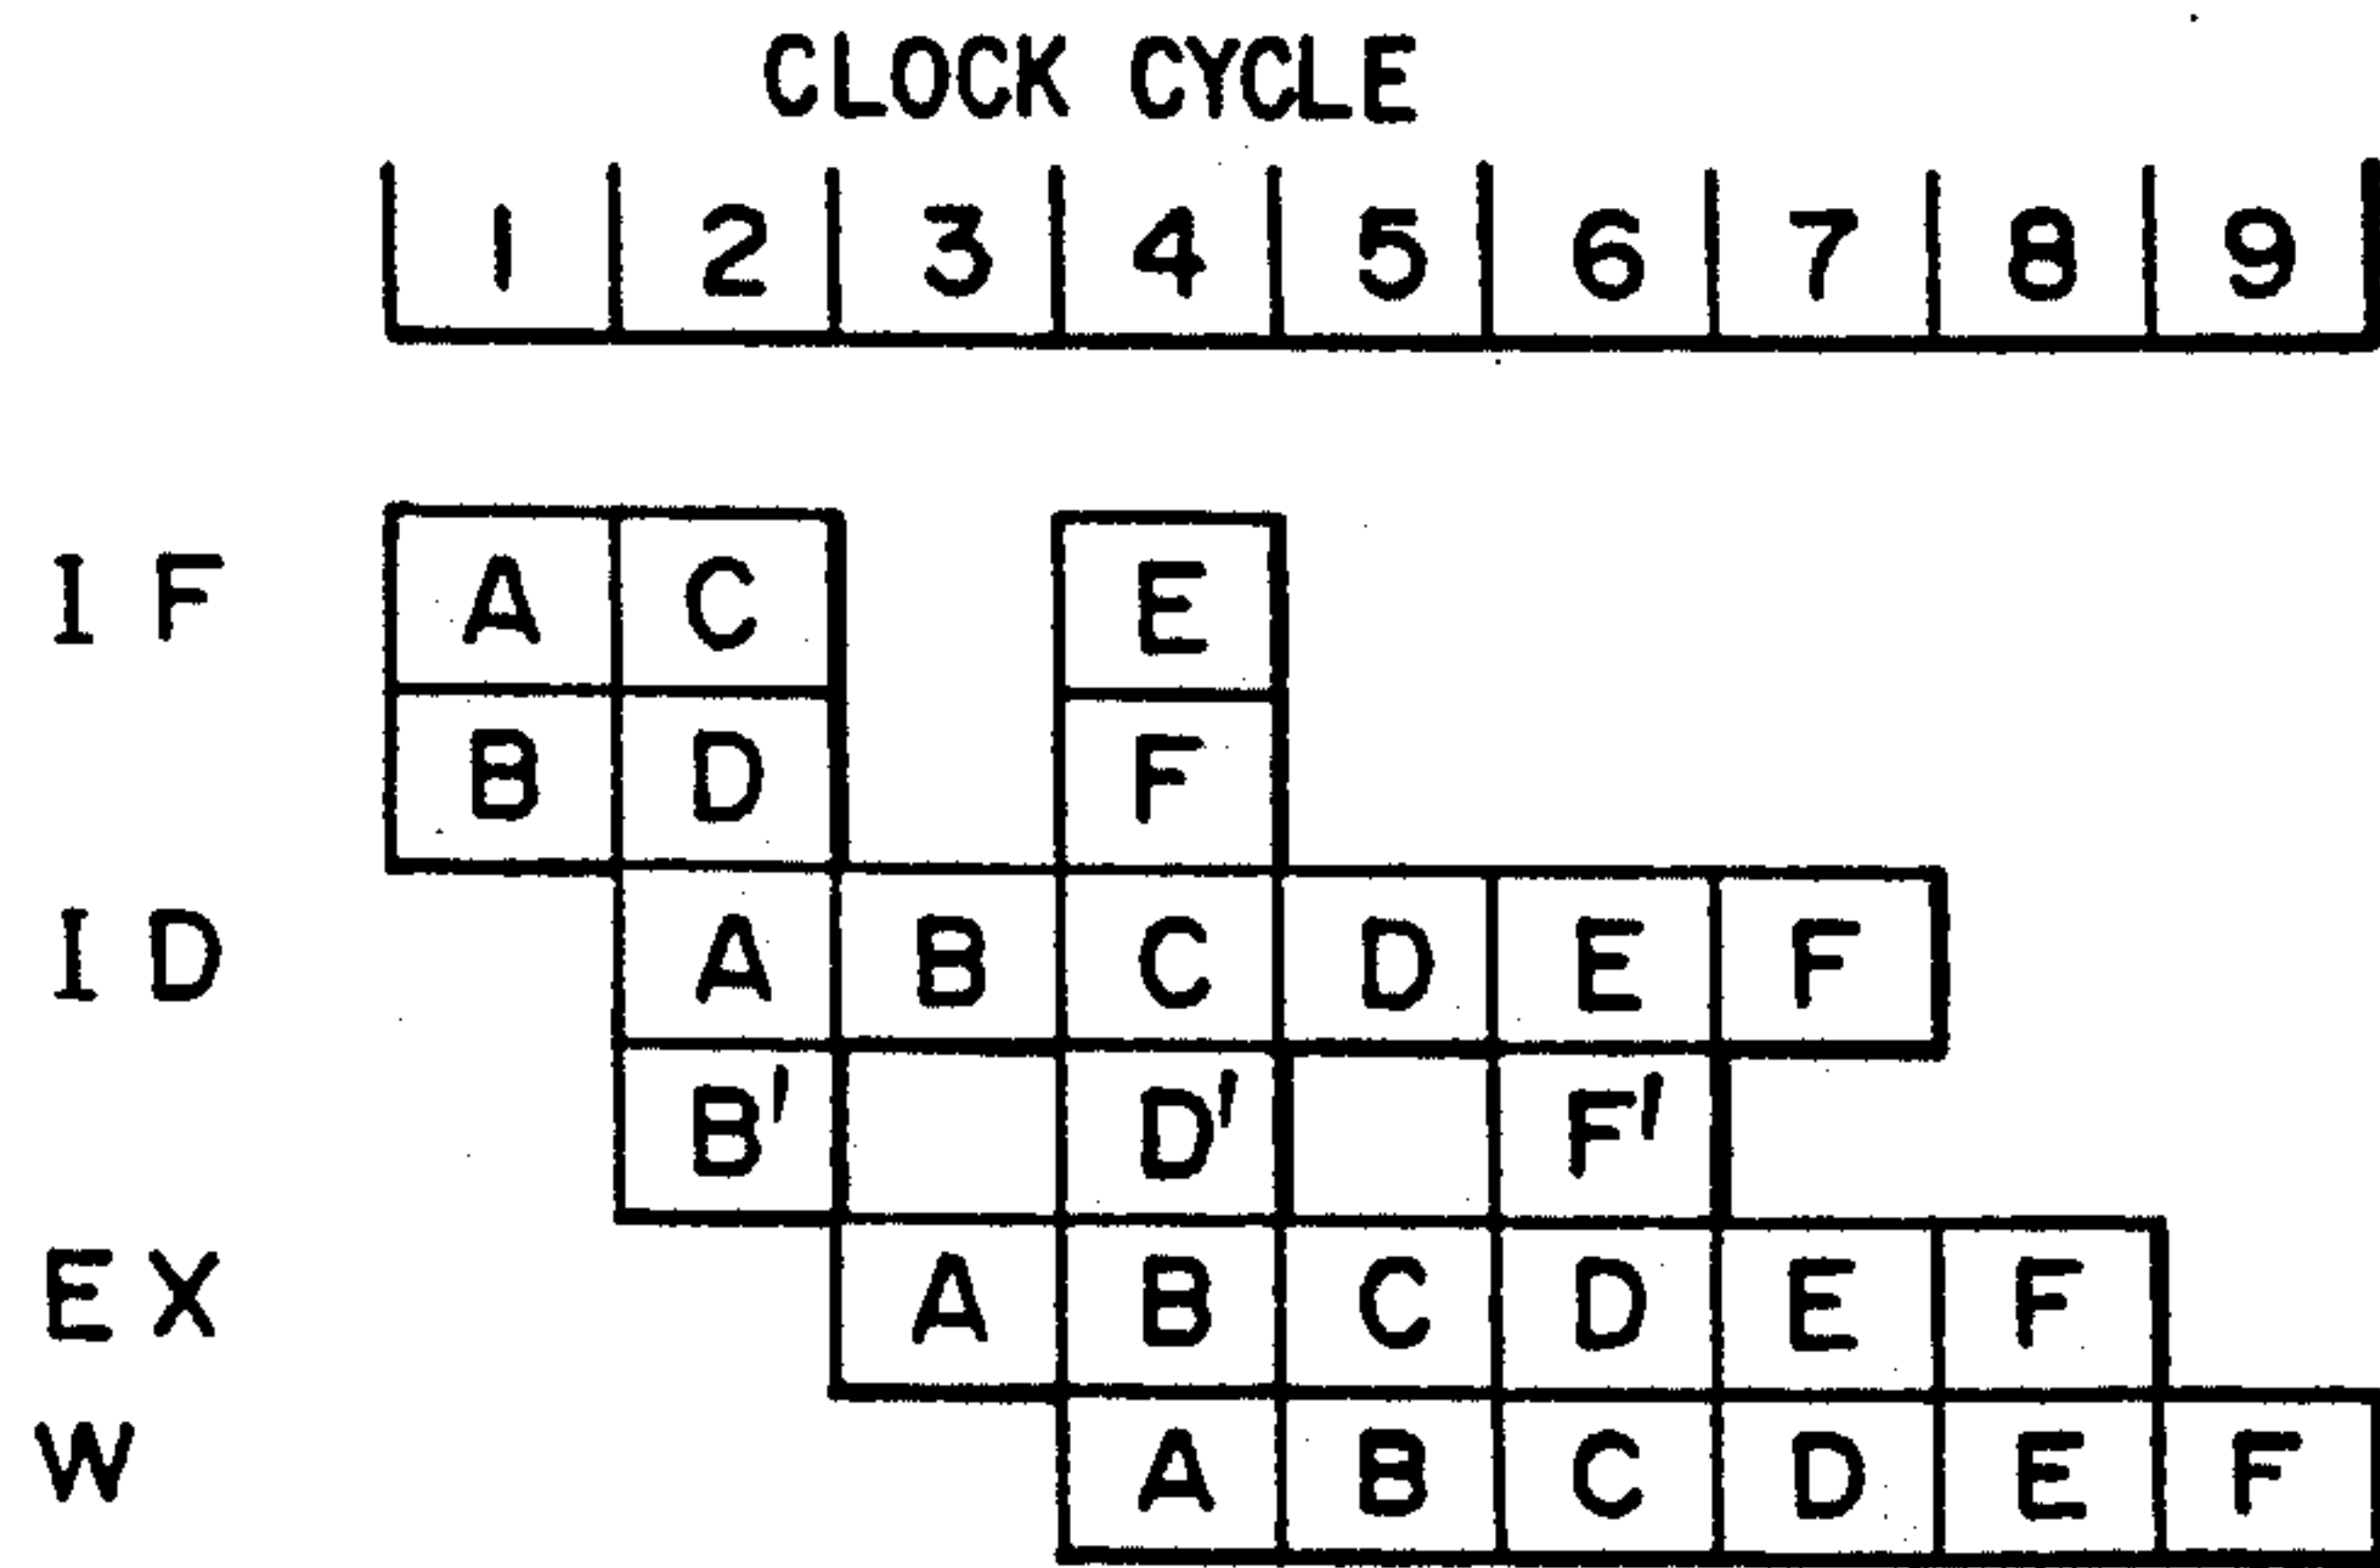 CLOCK CYCLE
1 2 3 4 5 6 7 8 9
IF A C E
B D F
ID A B C D E F
B' D' F'
EX A B C D E F
W A B C D E F